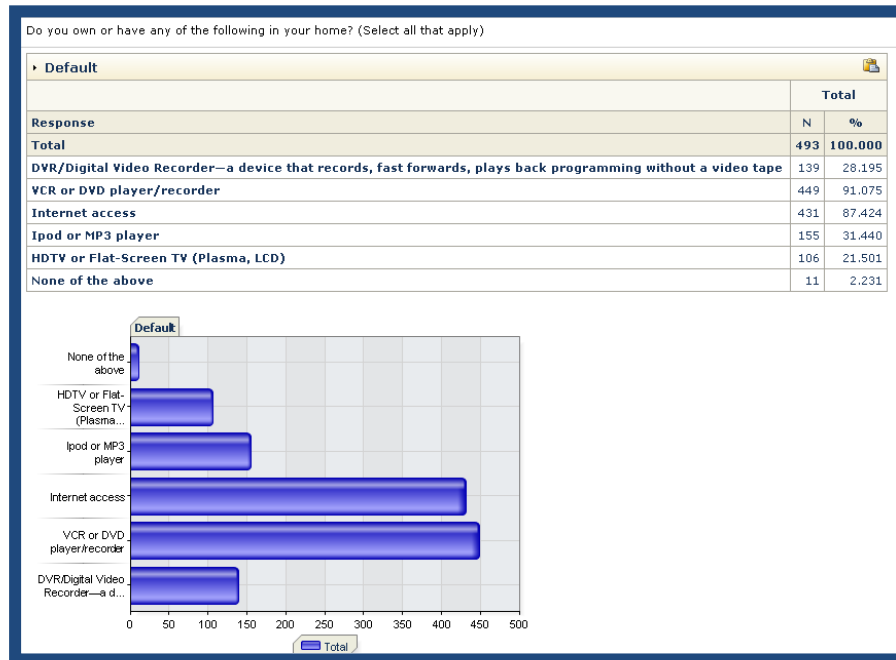 Do you own or have any of the following in your home? (Select all that apply)
Default
Total
Response N %
Total 493 100.000
DVR/Digital Video Recorder—a device that records, fast forwards, plays back programming without a video tape 139 28.195
VCR or DVD player/recorder 449 91.075
Internet access 431 87.424
Ipod or MP3 player 155 31.440
HDTV or Flat-Screen TV (Plasma, LCD) 106 21.501
None of the above 11 2.231
Default
None of the
above
HDTV or Flat-
Screen TV
(Plasma...
Ipod or MP3
player
Internet access
VCR or DVD
player/recorder
DVR/Digital Video
Recorder—a d...
0 50 100 150 200 250 300 350 400 450 500
Total